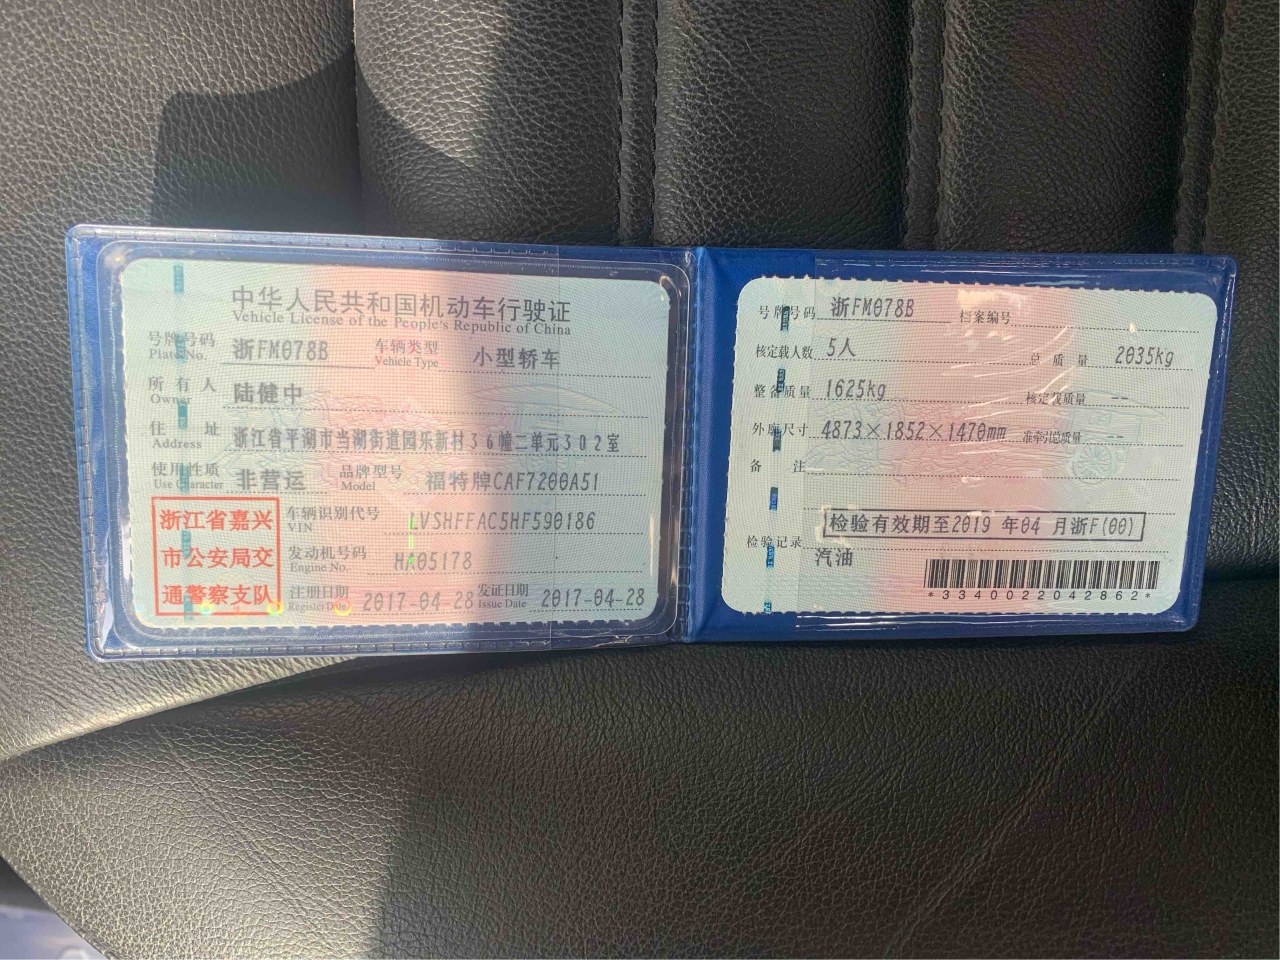 中华人民共和国机动车行驶证
Vehicle License of the People's Republic of China
号牌号码 浙FM078B 车辆类型 小型轿车
Plate No. Vehicle Type
所有人 陆健中
Owner
住址 浙江省平湖市当湖街道园乐新村36幢二单元302室
Address
使用性质 非营运 品牌型号 福特牌CAF7200A51
Use Character Model
浙江省嘉兴
市公安局交
通警察支队
车辆识别代号 LVSHFFAC5HF590186
VIN
发动机号码 HA05178
Engine No.
注册日期 2017-04-28 发证日期 2017-04-28
Register Date Issue Date
号牌号码 浙FM078B 档案编号
核定载人数 5人 总质量 2035kg
整备质量 1625kg 核定载质量 --
外廓尺寸 4873×1852×1470mm 准牵引总质量 --
备注
检验有效期至2019 年04 月浙F(00)
检验记录
汽油
*3340022042862*